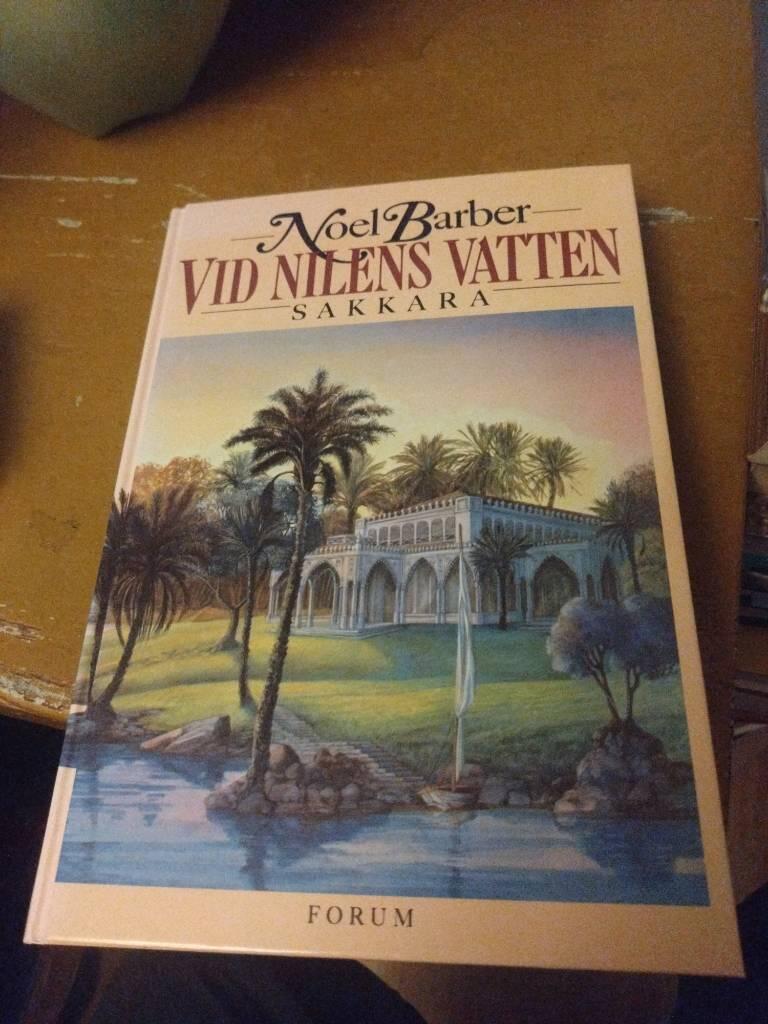 Noel Barber
VID NILENS VATTEN
SAKKARA
FORUM